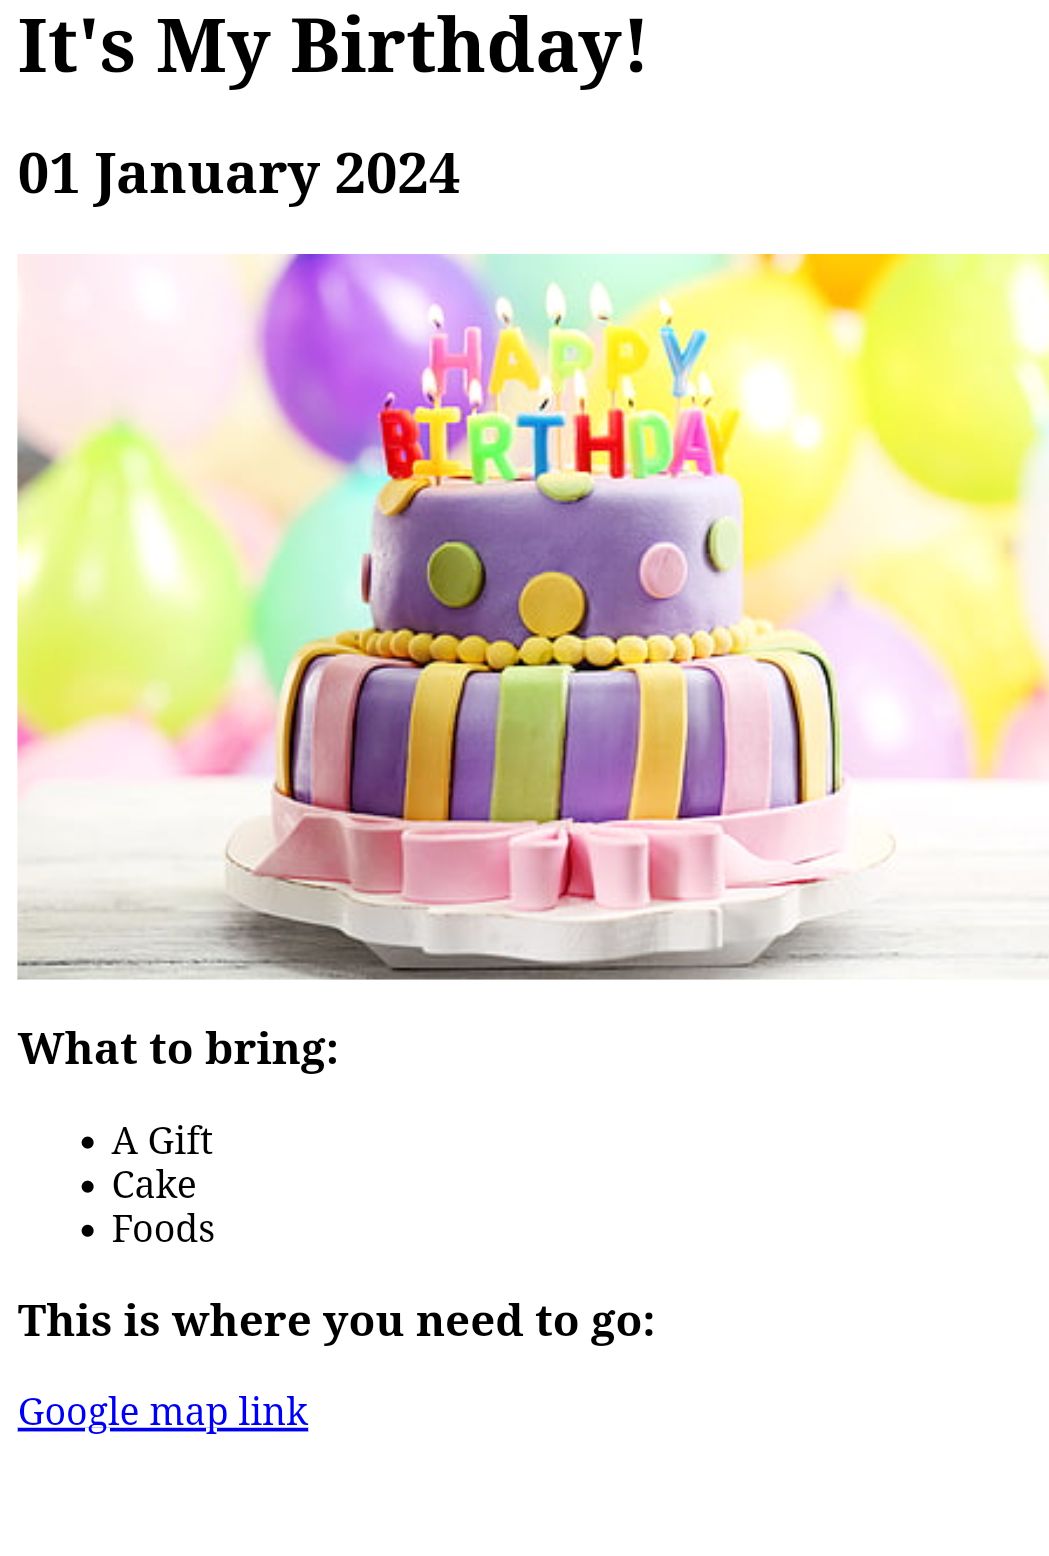 It's My Birthday!
01 January 2024
HAPPY
BIRTHDAY
What to bring:
• A Gift
• Cake
• Foods
This is where you need to go:
Google map link